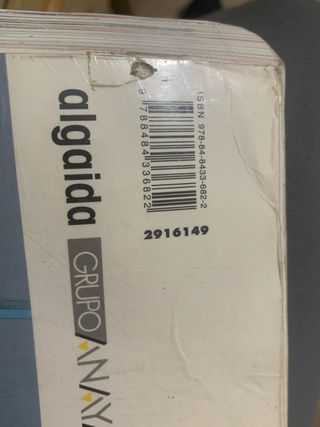 ISBN 978-84-8433-682-2
9 788484 336822
2916149
algaida
GRUPO ANAYA